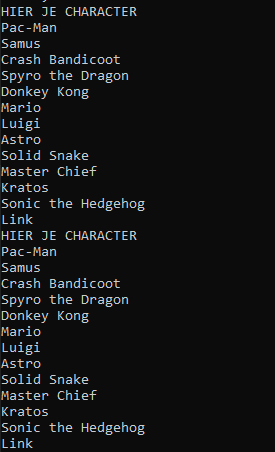 HIER JE CHARACTER
Pac-Man
Samus
Crash Bandicoot
Spyro the Dragon
Donkey Kong
Mario
Luigi
Astro
Solid Snake
Master Chief
Kratos
Sonic the Hedgehog
Link
HIER JE CHARACTER
Pac-Man
Samus
Crash Bandicoot
Spyro the Dragon
Donkey Kong
Mario
Luigi
Astro
Solid Snake
Master Chief
Kratos
Sonic the Hedgehog
Link